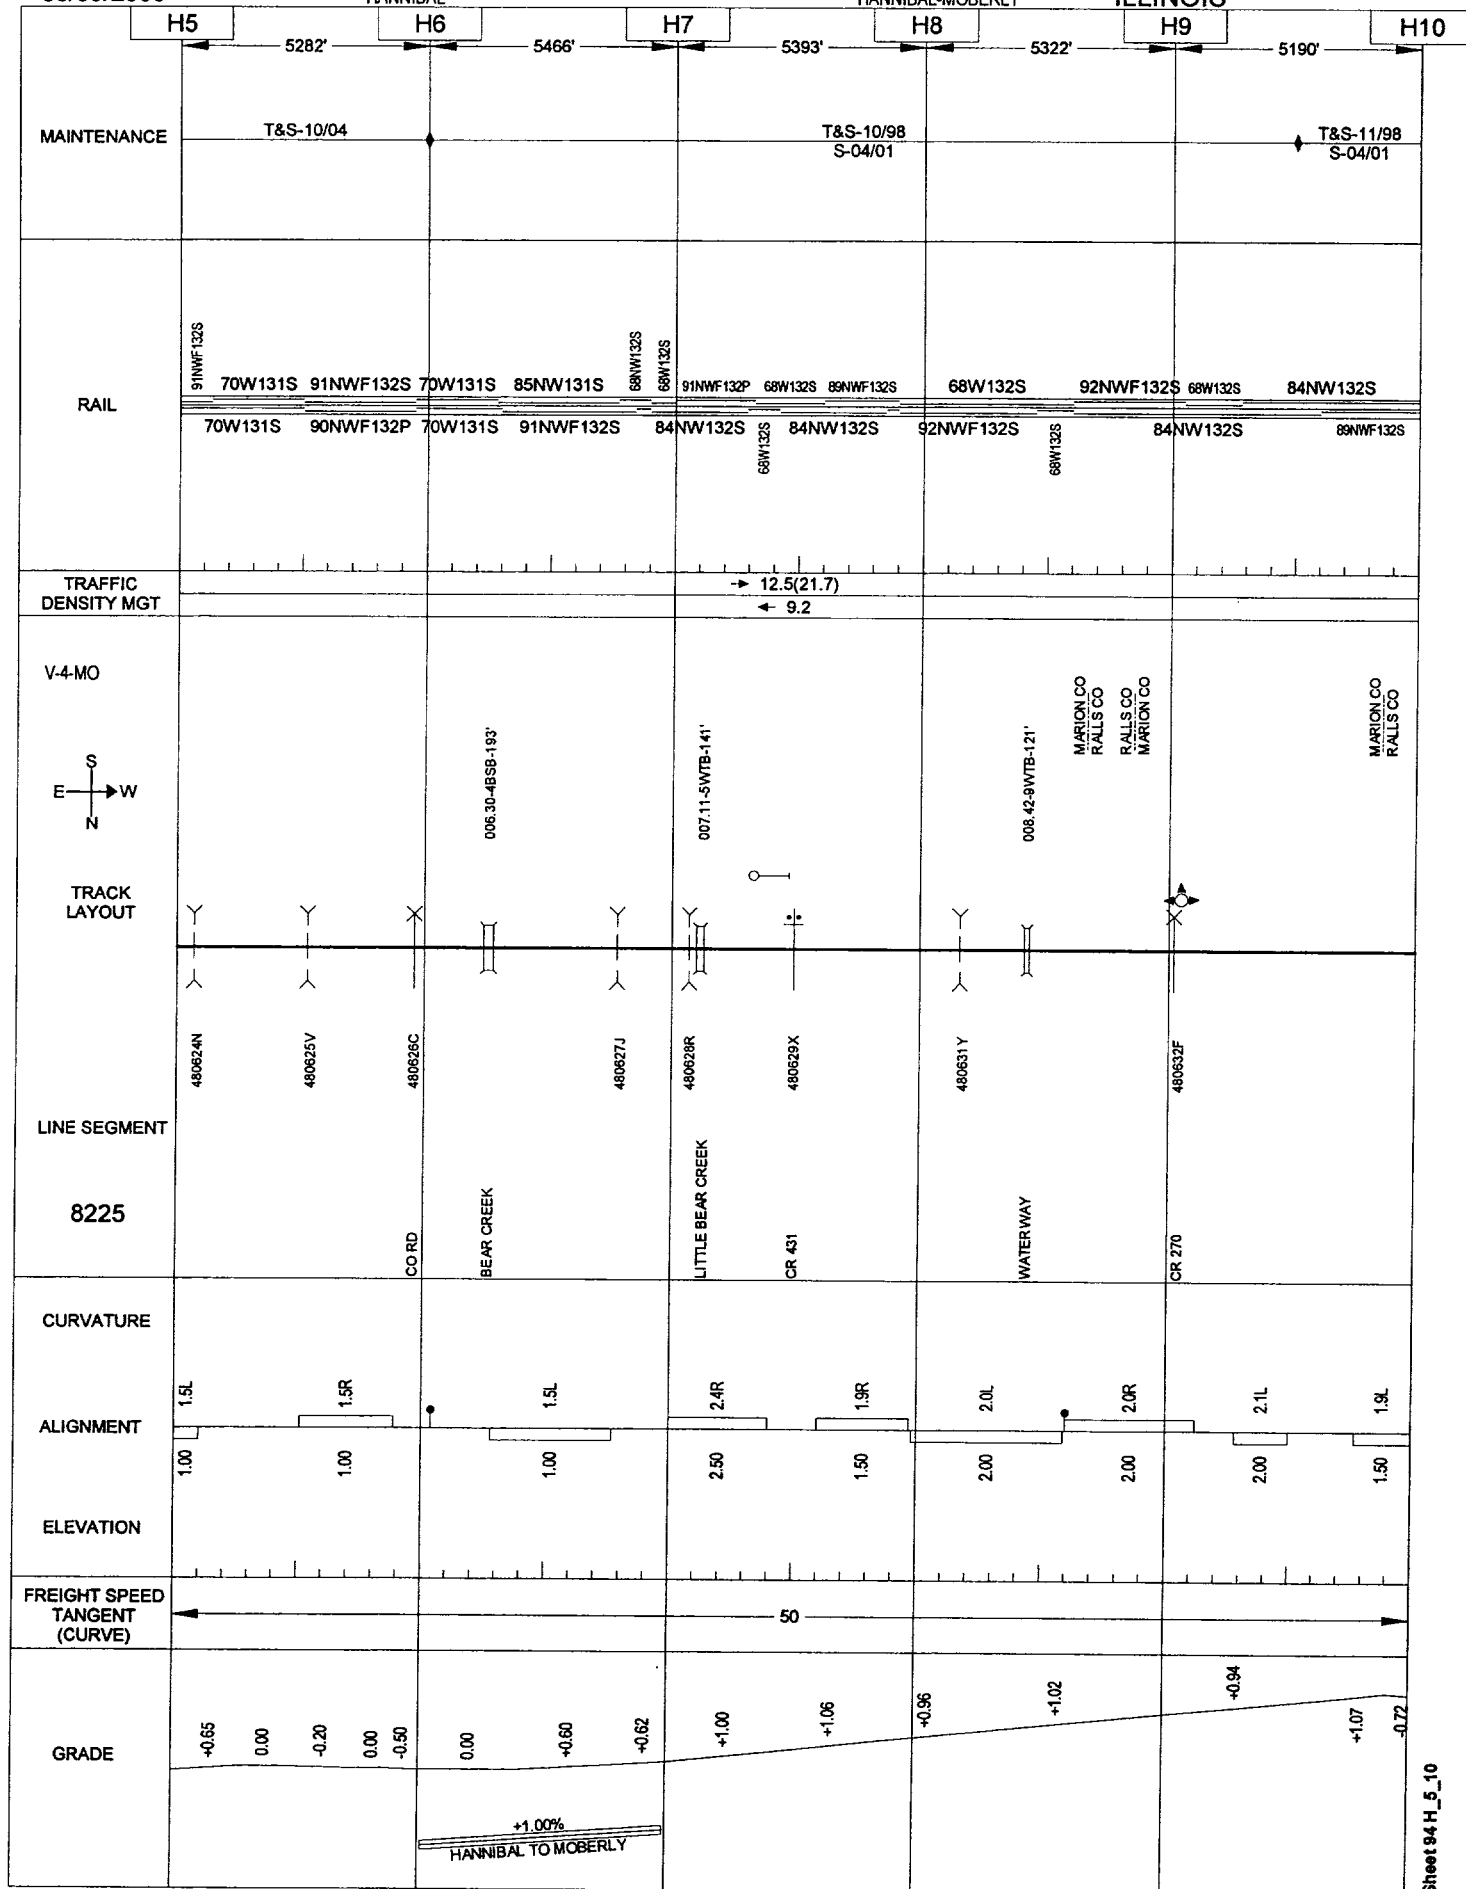 HANNIBAL
HANNIBAL-MOBERLY
ILLINOIS
H5 H6 H7 H8 H9 H10
5282' 5466' 5393' 5322' 5190'
MAINTENANCE
T&S-10/04
T&S-10/98
S-04/01
T&S-11/98
S-04/01
RAIL
91NWF132S 70W131S 91NWF132S 70W131S 85NW131S 68NW132S 68W132S 91NWF132P 68W132S 89NWF132S 68W132S 92NWF132S 68W132S 84NW132S
70W131S 90NWF132P 70W131S 91NWF132S 84NW132S 68W132S 84NW132S 92NWF132S 68W132S 84NW132S 89NWF132S
TRAFFIC
DENSITY MGT
12.5(21.7)
9.2
V-4-MO
S
E W
N
006.30-4BSB-193'
007.11-5WTB-141'
008.42-9WTB-121'
MARION CO
RALLS CO
RALLS CO
MARION CO
MARION CO
RALLS CO
TRACK
LAYOUT
480624N 480625V 480626C 480627J 480628R 480629X 480631Y 480632F
LINE SEGMENT
8225
CO RD
BEAR CREEK
LITTLE BEAR CREEK
CR 431
WATERWAY
CR 270
CURVATURE
1.5L 1.5R 1.5L 2.4R 1.9R 2.0L 2.0R 2.1L 1.9L
ALIGNMENT
1.00 1.00 1.00 2.50 1.50 2.00 2.00 2.00 1.50
ELEVATION
FREIGHT SPEED
TANGENT
(CURVE)
50
GRADE
+0.65 0.00 -0.20 0.00 -0.50 0.00 +0.60 +0.62 +1.00 +1.06 +0.96 +1.02 +0.94 +1.07 -0.72
+1.00%
HANNIBAL TO MOBERLY
Sheet 94 H_5_10